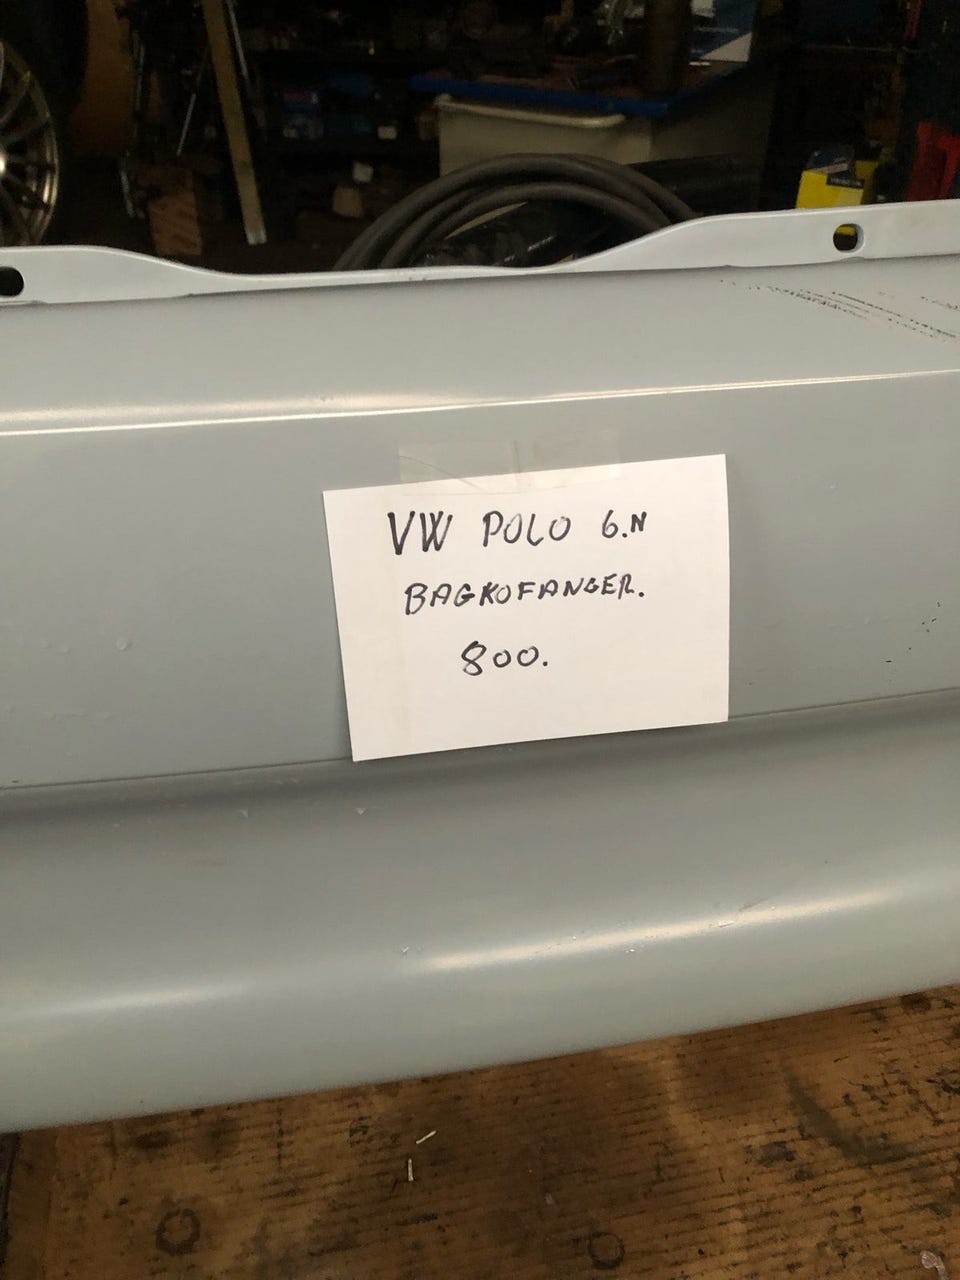 VW POLO 6.N
BAGKOFANGER.
800.